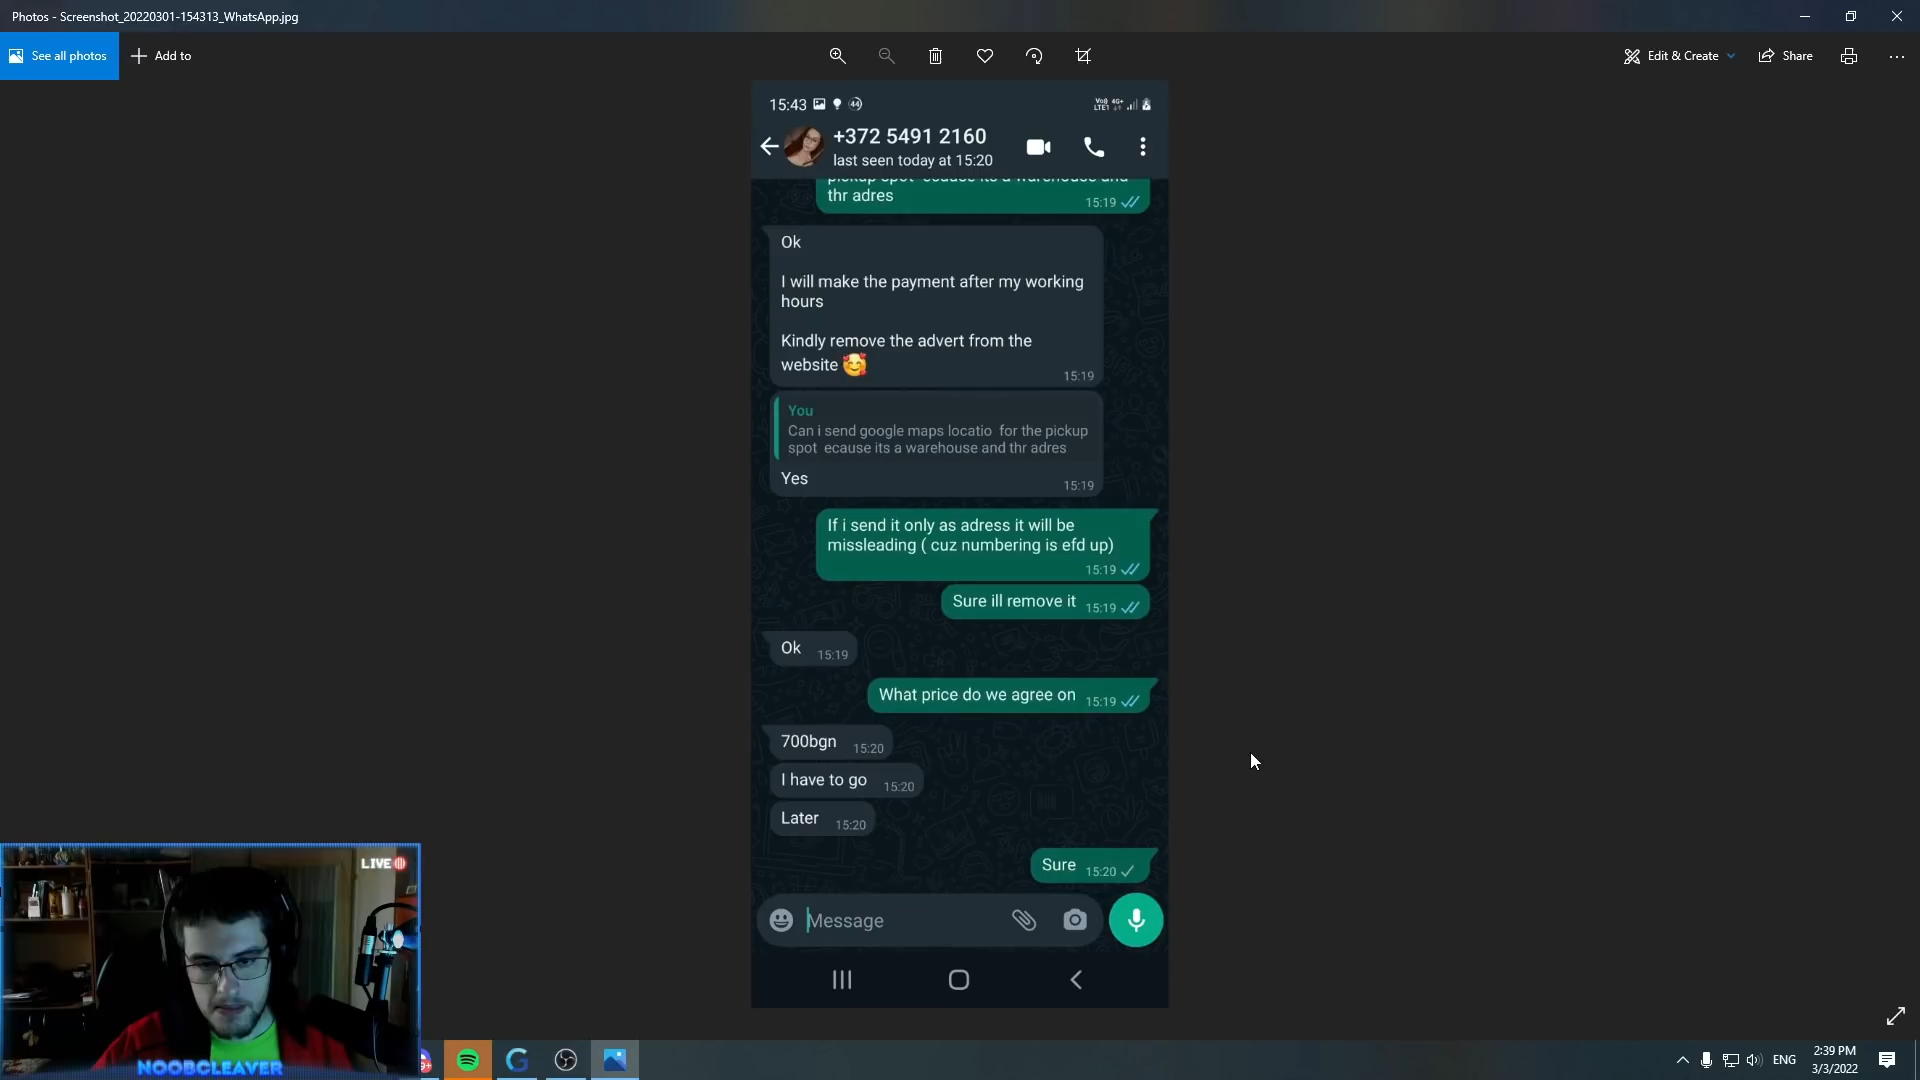 Photos - Screenshot_20220301-154313_WhatsApp.jpg
See all photos
Add to
Edit & Create
Share
15:43
44
Vo))
LTE1
4G+
+372 5491 2160
last seen today at 15:20
thr adres
15:19
Ok
I will make the payment after my working
hours
Kindly remove the advert from the
website 🥰
15:19
You
Can i send google maps locatio for the pickup
spot ecause its a warehouse and thr adres
Yes
15:19
If i send it only as adress it will be
missleading ( cuz numbering is efd up)
15:19
Sure ill remove it 15:19
Ok 15:19
What price do we agree on 15:19
700bgn 15:20
I have to go 15:20
Later 15:20
Sure 15:20
Message
LIVE
NOOBCLEAVER
ENG
2:39 PM
3/3/2022